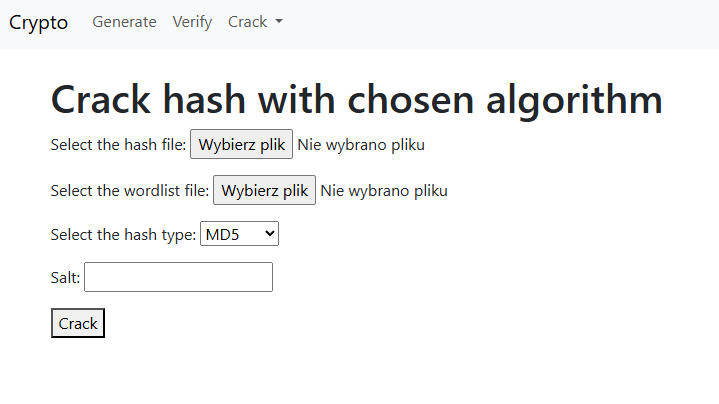 Crypto Generate Verify Crack
Crack hash with chosen algorithm
Select the hash file: Wybierz plik Nie wybrano pliku
Select the wordlist file: Wybierz plik Nie wybrano pliku
Select the hash type: MD5
Salt:
Crack